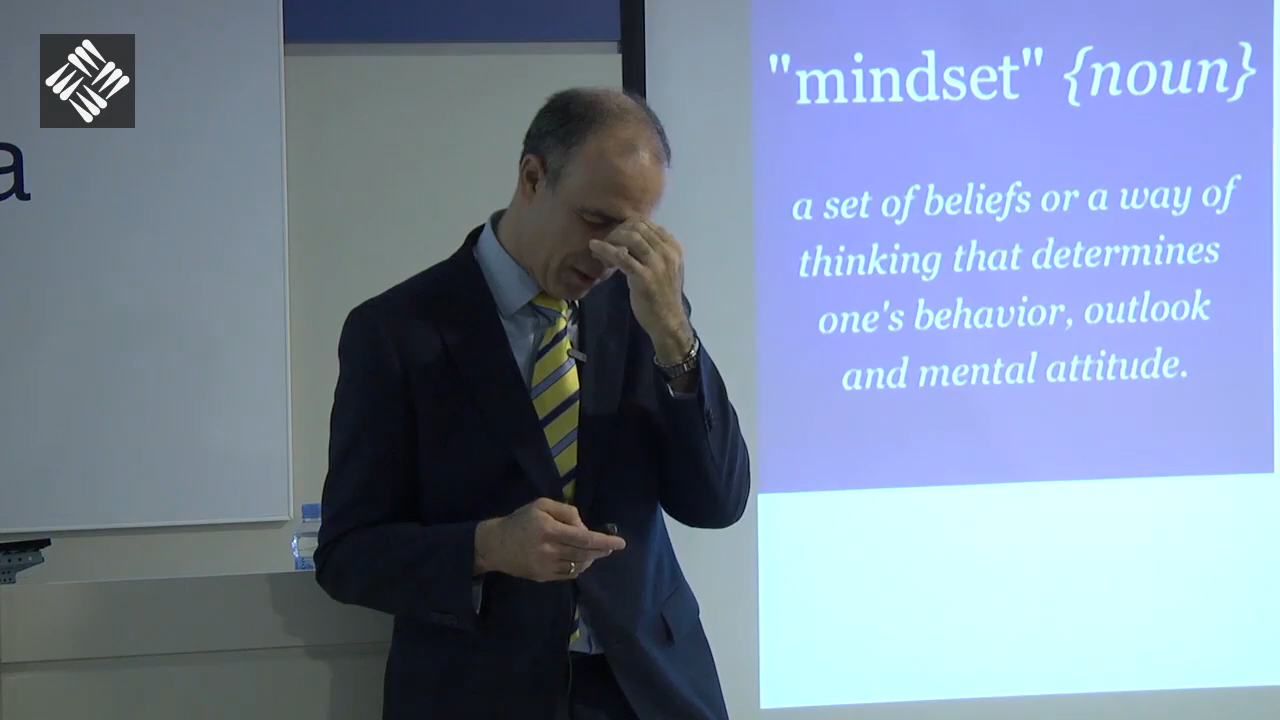 a
"mindset" {noun}
a set of beliefs or a way of
thinking that determines
one's behavior, outlook
and mental attitude.